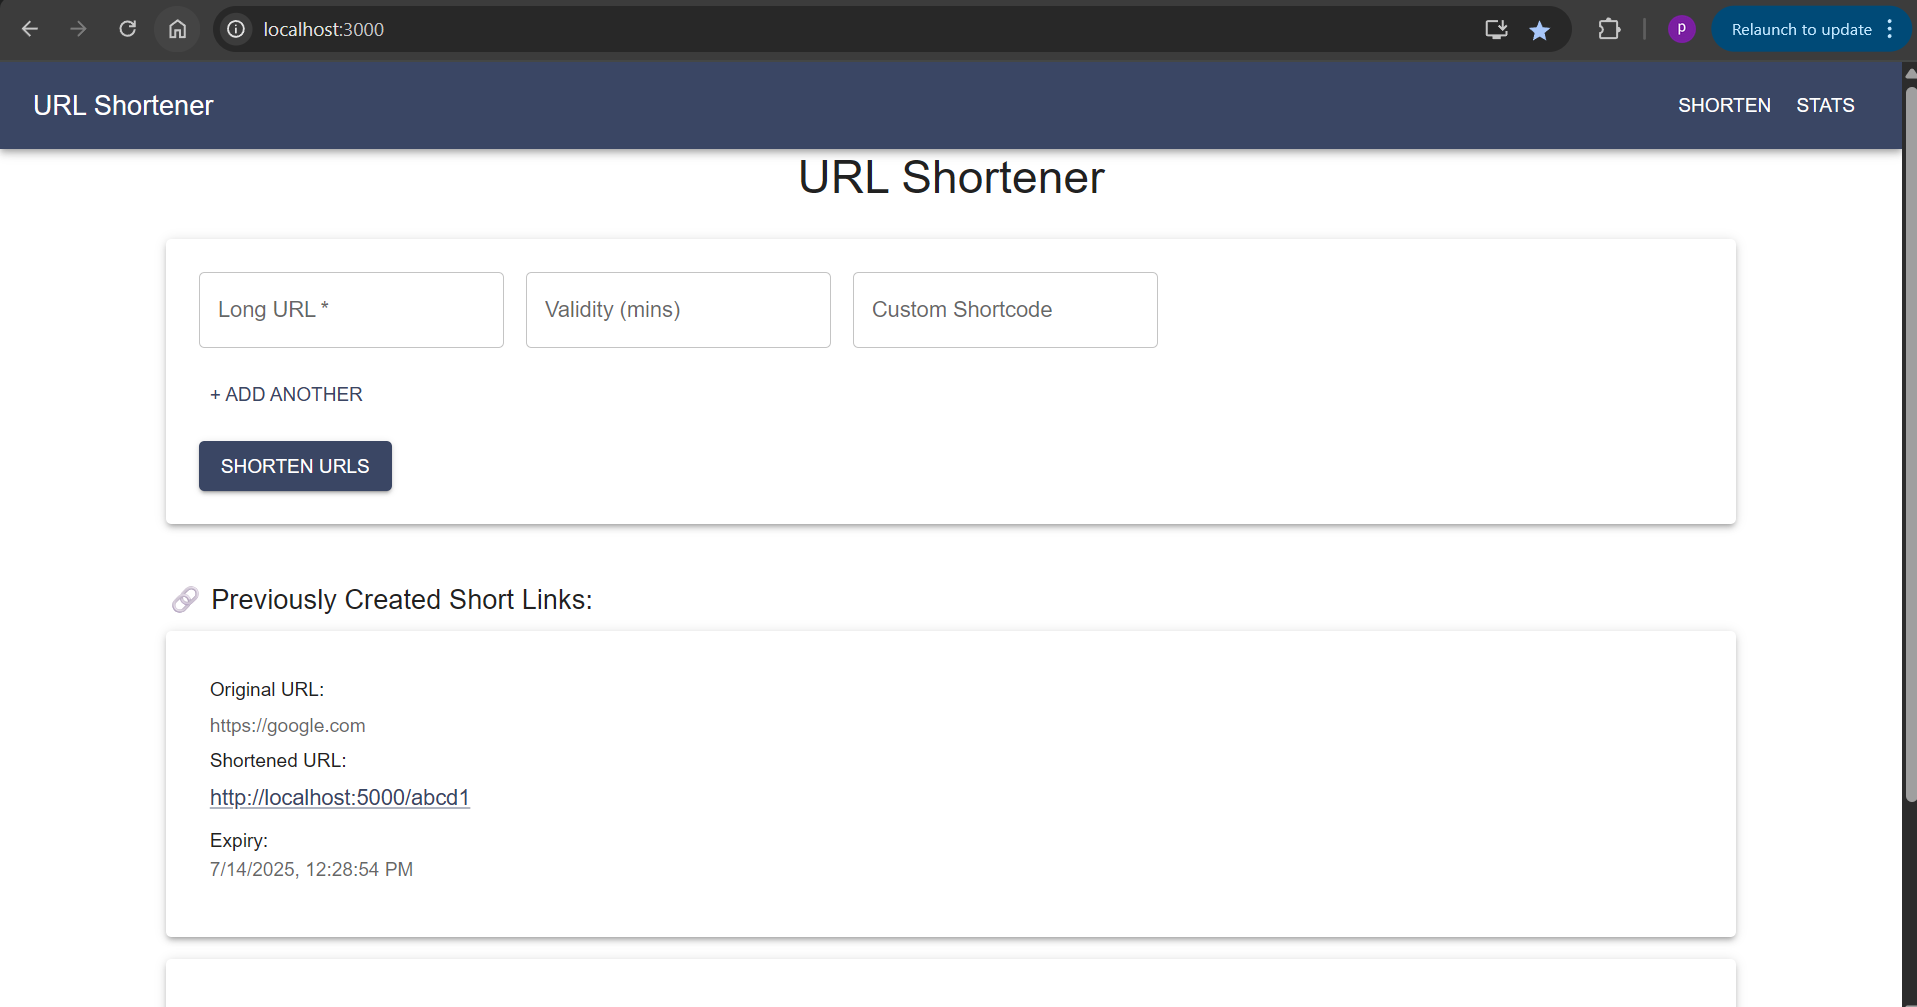 localhost:3000
p
Relaunch to update
URL Shortener
SHORTEN
STATS
URL Shortener
Long URL *
Validity (mins)
Custom Shortcode
+ ADD ANOTHER
SHORTEN URLS
Previously Created Short Links:
Original URL:
https://google.com
Shortened URL:
http://localhost:5000/abcd1
Expiry:
7/14/2025, 12:28:54 PM